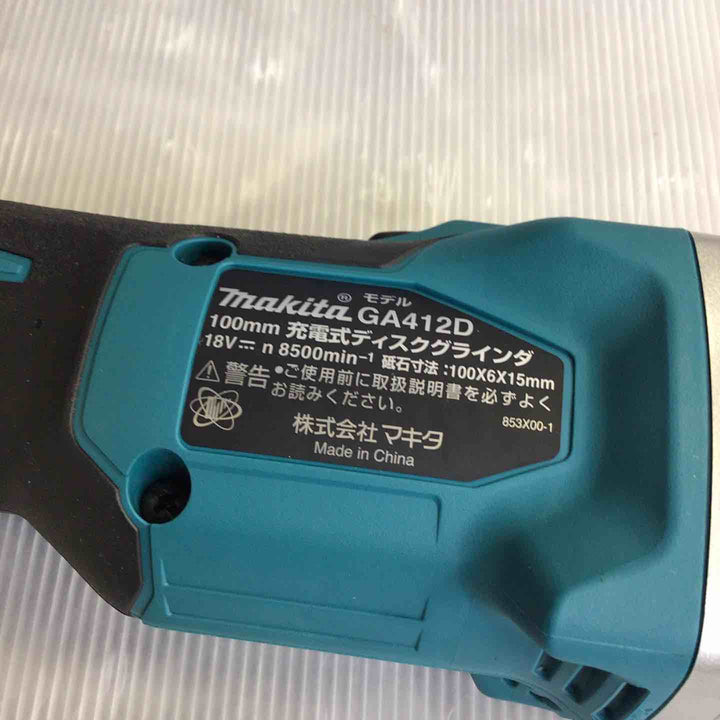 makita® モデル GA412D
100mm 充電式ディスクグラインダ
18V⎓ n 8500min⁻¹ 砥石寸法:100X6X15mm
⚠警告 •ご使用前に取扱説明書を必ずよく
お読みください。
853X00-1
株式会社 マキタ
Made in China